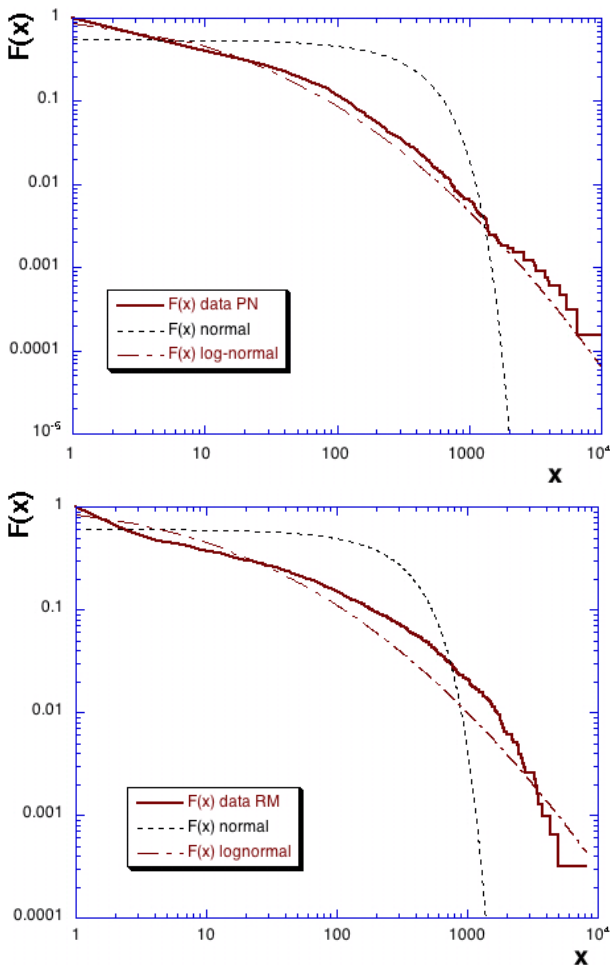 F(x)
1
0.1
0.01
0.001
0.0001
10⁻⁵
F(x) data PN
F(x) normal
F(x) log-normal
1 10 100 1000 10⁴
x
F(x)
1
0.1
0.01
0.001
0.0001
F(x) data RM
F(x) normal
F(x) lognormal
1 10 100 1000 10⁴
x